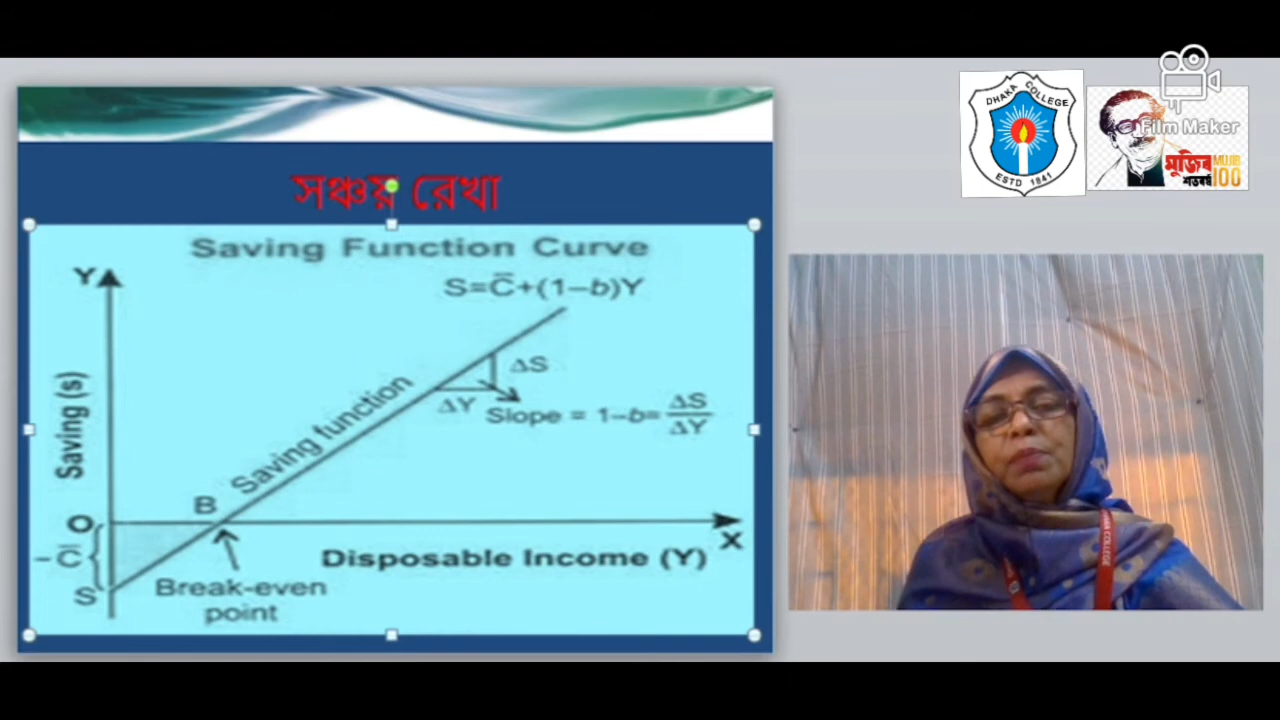 সঞ্চয় রেখা
Saving Function Curve
Y
S=C̅+(1–b)Y
ΔS
ΔY
Slope = 1–b= ΔS/ΔY
Saving function
Saving (s)
B
O
X
–C̅
S
Disposable Income (Y)
Break-even
point
DHAKA COLLEGE
ESTD 1841
Film Maker
মুজিব
শতবর্ষ
MUJIB
100